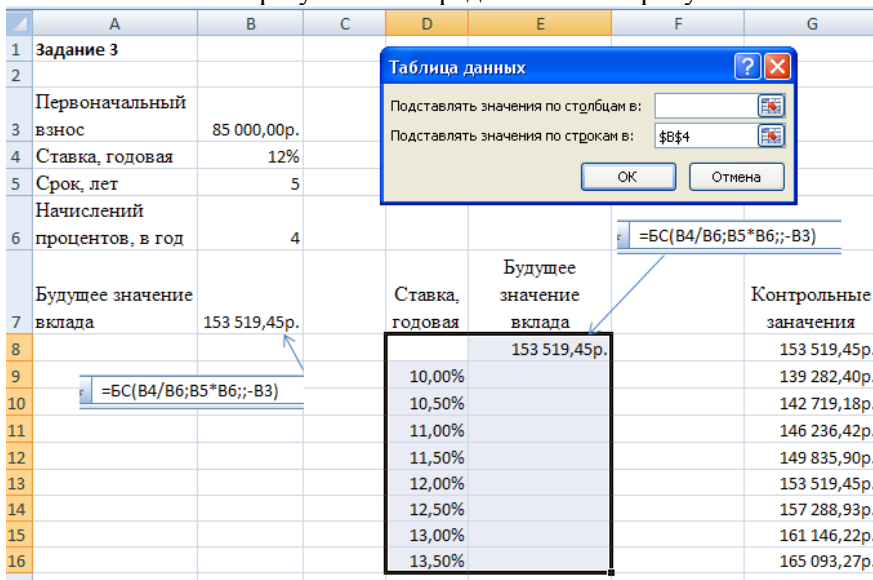 A B C D E F G
1 Задание 3
Таблица данных
2
Подставлять значения по столбцам в:
Подставлять значения по строкам в: $B$4
ОК Отмена
Первоначальный
3 взнос 85 000,00р.
4 Ставка, годовая 12%
5 Срок, лет 5
Начислений
6 процентов, в год 4
=БС(B4/B6;B5*B6;;-B3)
Будущее значение
7 вклада 153 519,45р.
Ставка,
годовая
Будущее
значение
вклада
Контрольные
заначения
8 153 519,45р. 153 519,45р.
9 10,00% 139 282,40р.
=БС(B4/B6;B5*B6;;-B3)
10 10,50% 142 719,18р.
11 11,00% 146 236,42р.
12 11,50% 149 835,90р.
13 12,00% 153 519,45р.
14 12,50% 157 288,93р.
15 13,00% 161 146,22р.
16 13,50% 165 093,27р.